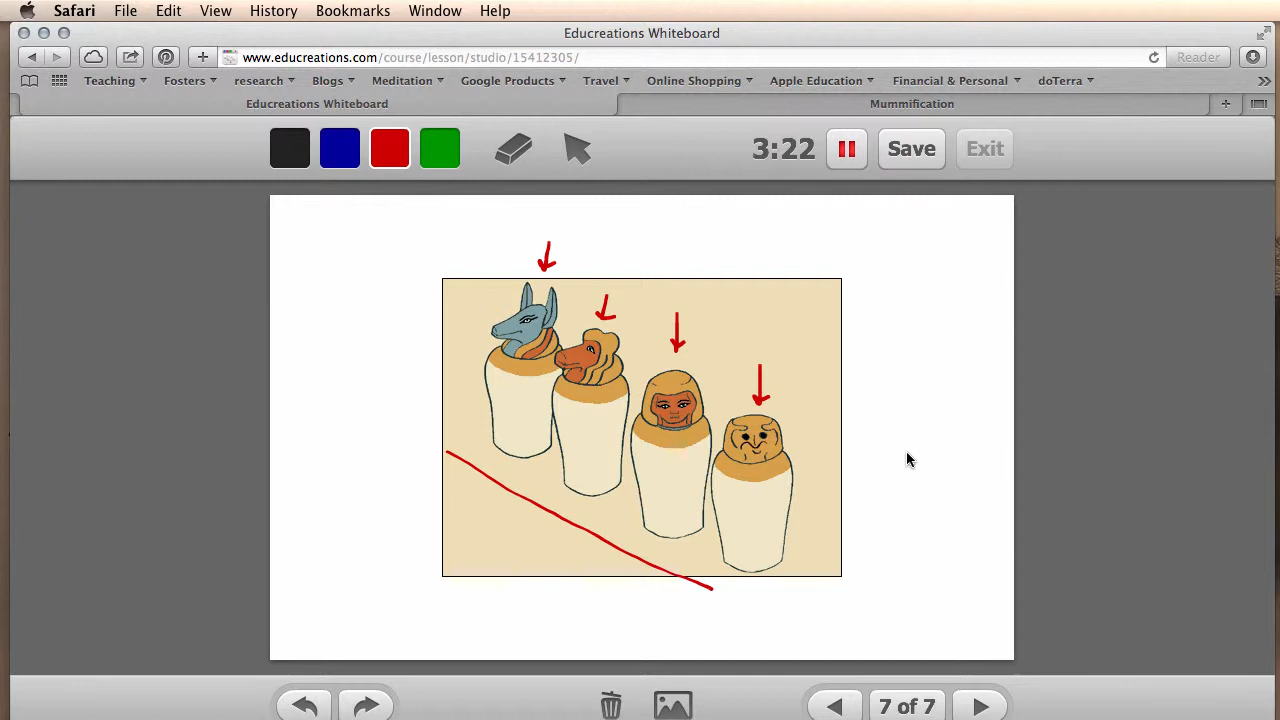 Safari File Edit View History Bookmarks Window Help
Educreations Whiteboard
www.educreations.com/course/lesson/studio/15412305/ Reader
Teaching Fosters research Blogs Meditation Google Products Travel Online Shopping Apple Education Financial & Personal doTerra
Educreations Whiteboard Mummification
3:22 Save Exit
7 of 7